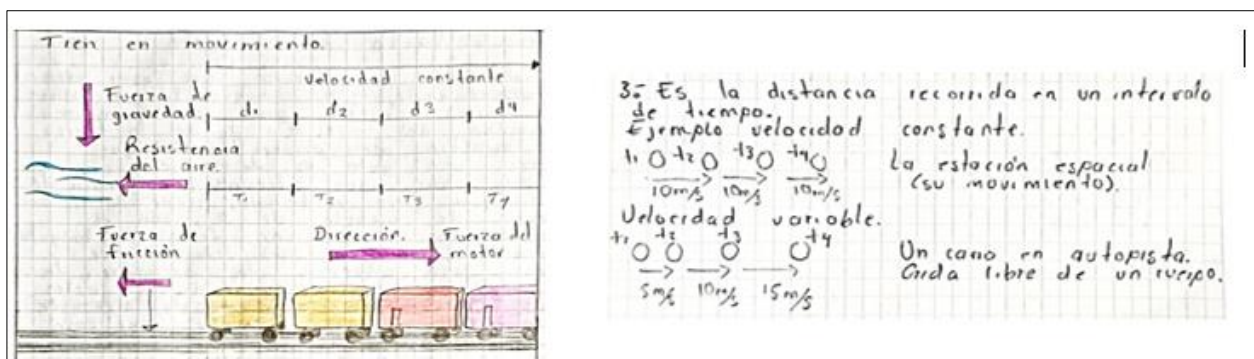 Tren en movimiento.
velocidad constante
Fuerza de
gravedad.
d1 d2 d3 d4
Resistencia
del aire.
T1 T2 T3 T4
Fuerza de
fricción
Dirección. Fuerza del
motor
3.- Es la distancia recorrida en un intervalo
de tiempo.
Ejemplo velocidad constante.
t1 t2 t3 t4
10m/s 10m/s 10m/s
La estación espacial
(su movimiento).
Velocidad variable.
t1 t2 t3 t4
5m/s 10m/s 15m/s
Un carro en autopista.
Caida libre de un cuerpo.